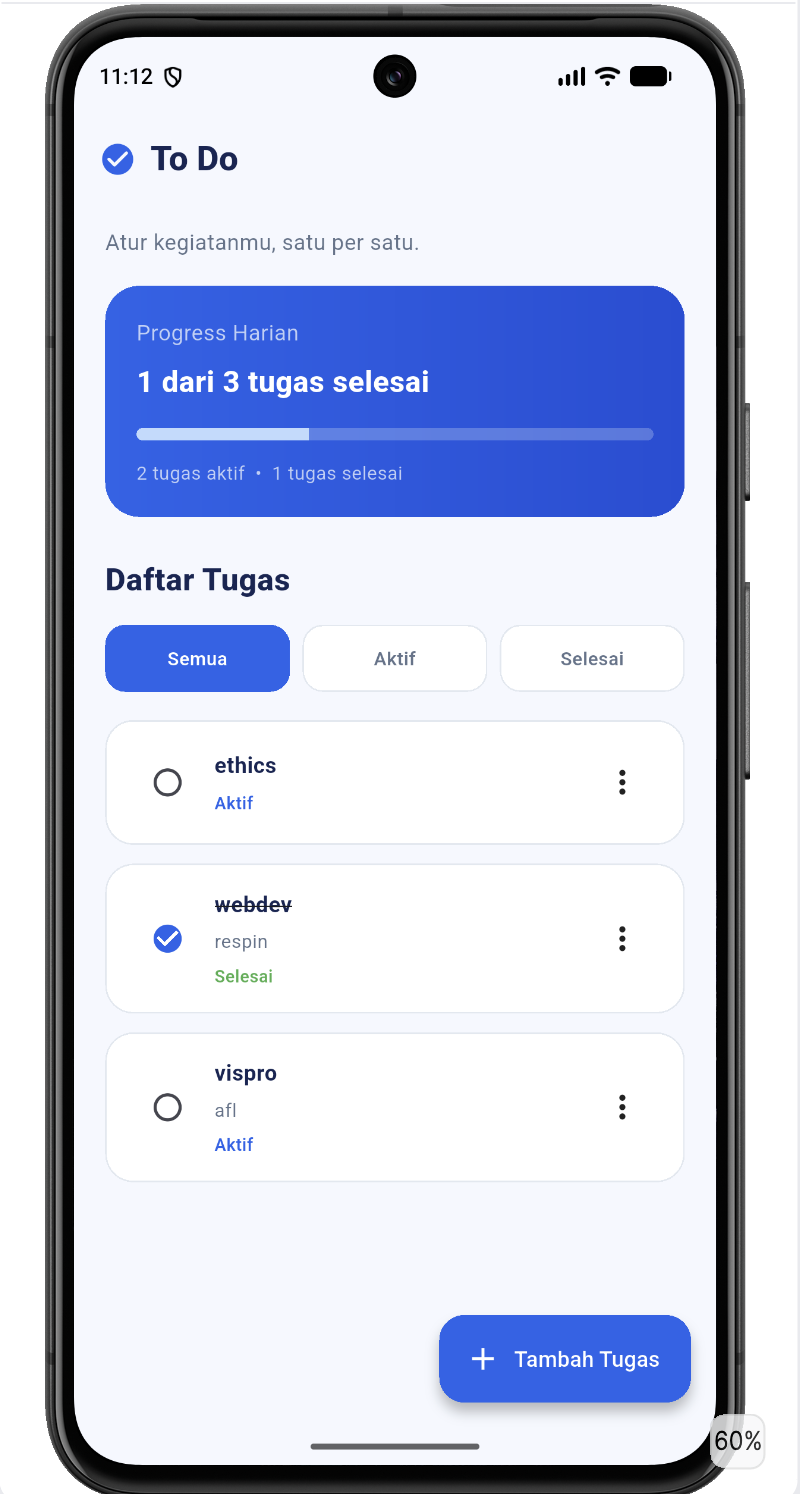 11:12
To Do
Atur kegiatanmu, satu per satu.
Progress Harian
1 dari 3 tugas selesai
2 tugas aktif • 1 tugas selesai
Daftar Tugas
Semua Aktif Selesai
ethics
Aktif
webdev
respin
Selesai
vispro
afl
Aktif
+ Tambah Tugas
60%